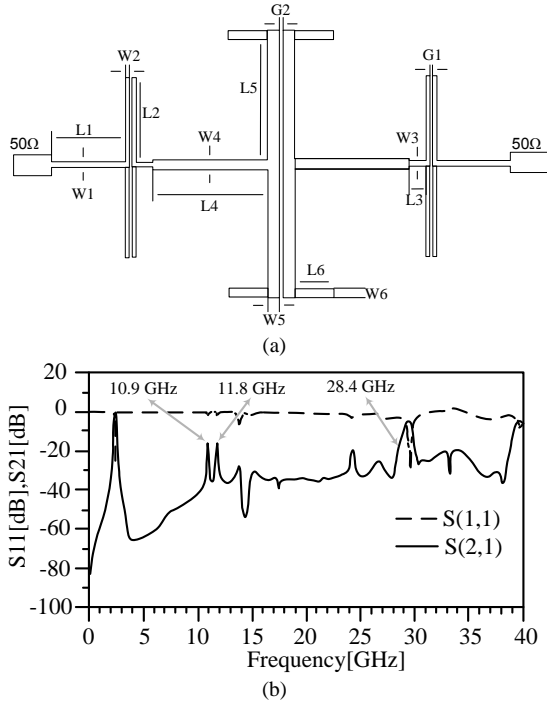 G2
W2
G1
L5
L2
50Ω
L1
W4
W3
50Ω
W1
L4
L3
L6
W6
W5
(a)
20
0
-20
-40
-60
-80
-100
S11[dB],S21[dB]
10.9 GHz
11.8 GHz
28.4 GHz
S(1,1)
S(2,1)
0 5 10 15 20 25 30 35 40
Frequency[GHz]
(b)